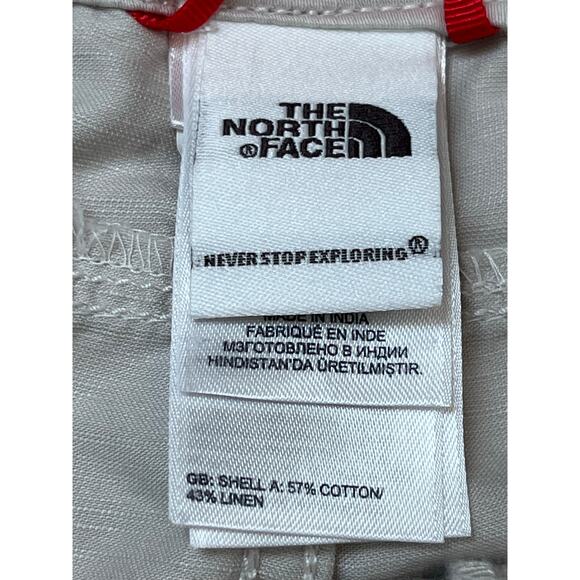 THE
NORTH
®FACE
NEVER STOP EXPLORING®
MADE IN INDIA
FABRIQUÉ EN INDE
МЗГОТОВЛЕНО В ИНДИИ
HINDISTAN'DA ÜRETILMIŞTIR.
GB: SHELL A: 57% COTTON/
43% LINEN